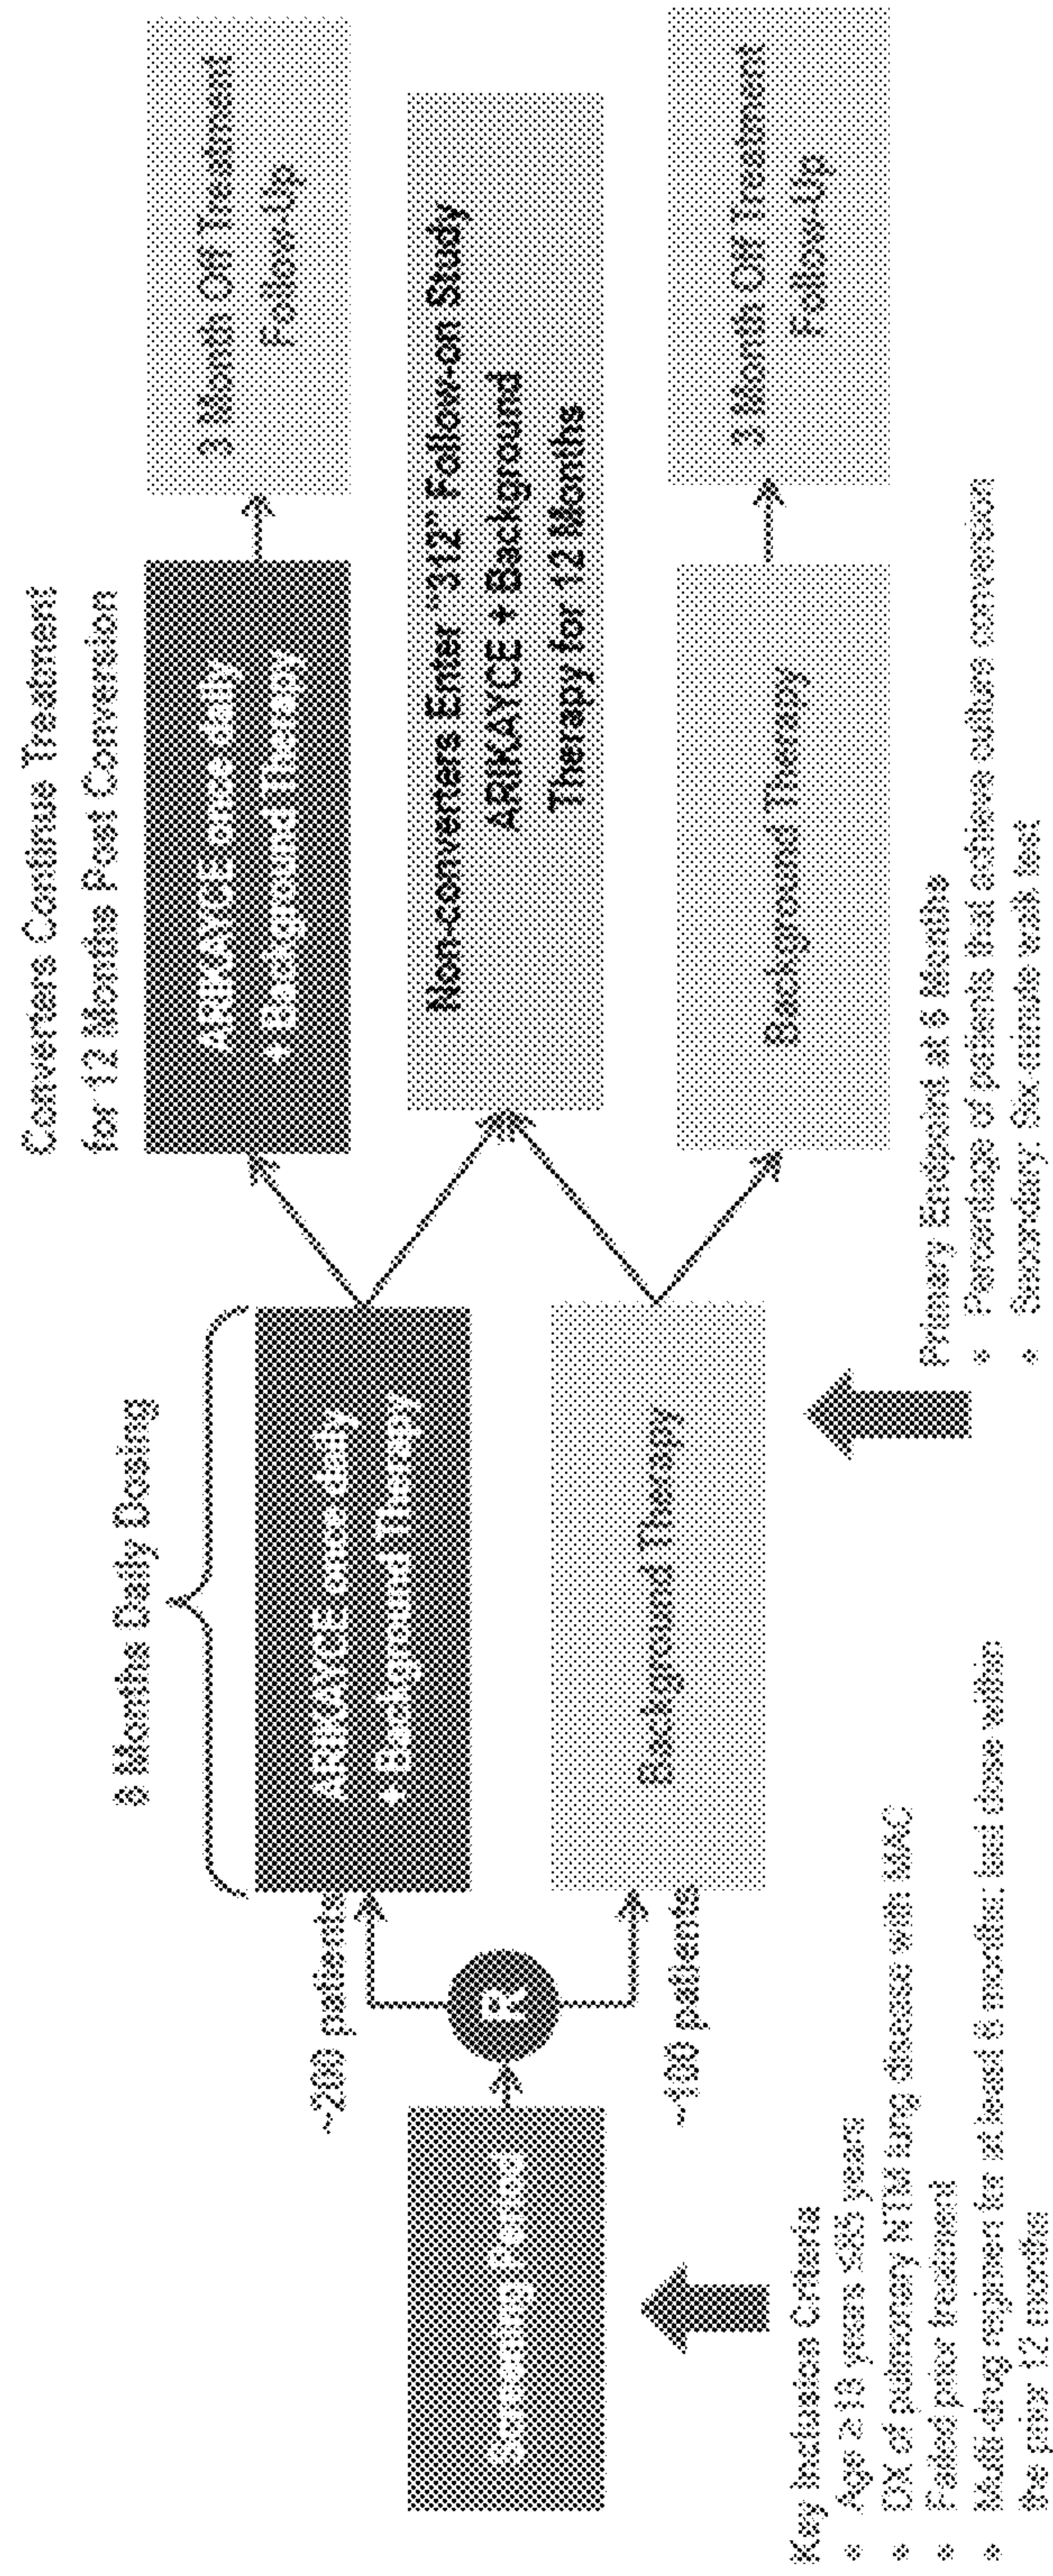 Converters Continue Treatment
for 12 Months Post Conversion
8 Months Daily Dosing
ARIKAYCE once daily
+ Background Therapy
3 Month Off Treatment
Follow-Up
~200 patients
ARIKAYCE once daily
+ Background Therapy
Screening Period
R
Non-converters Enter "312" Follow-on Study
ARIKAYCE + Background
Therapy for 12 Months
~100 patients
Background Therapy
Background Therapy
3 Month Off Treatment
Follow-Up
Key Inclusion Criteria
• Age ≥18 years ≤85 years
• DX of pulmonary NTM lung disease with MAC
• Failed prior treatment
• Multi-drug regimen for at least 6 months; last dose within
the prior 12 months
Primary Endpoint at 6 Months
• Percentage of patients that achieve culture conversion
• Secondary: Six-minute walk test